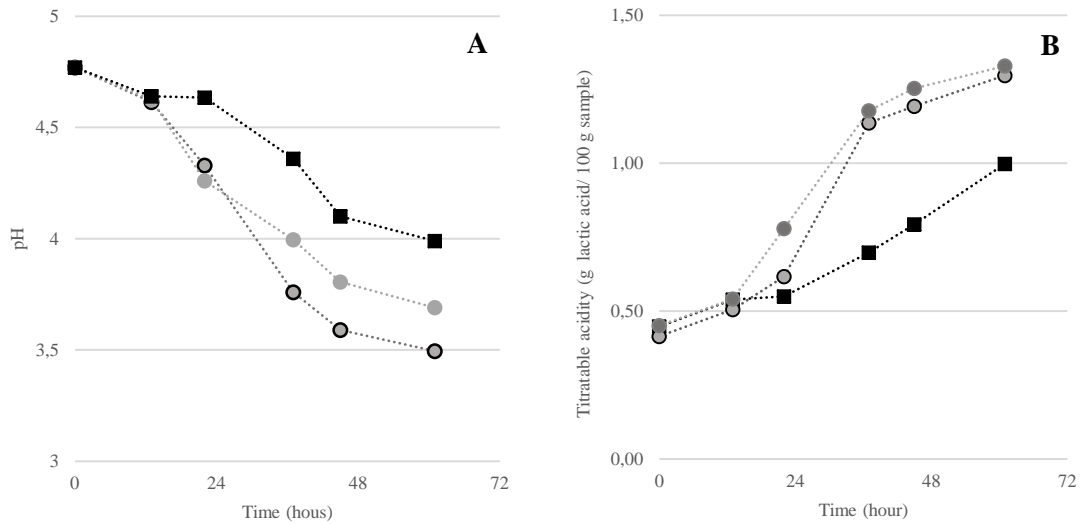 A
5
4,5
4
3,5
3
pH
0
24
48
72
Time (hous)
B
1,50
1,00
0,50
0,00
Titratable acidity (g lactic acid/ 100 g sample)
0
24
48
72
Time (hour)